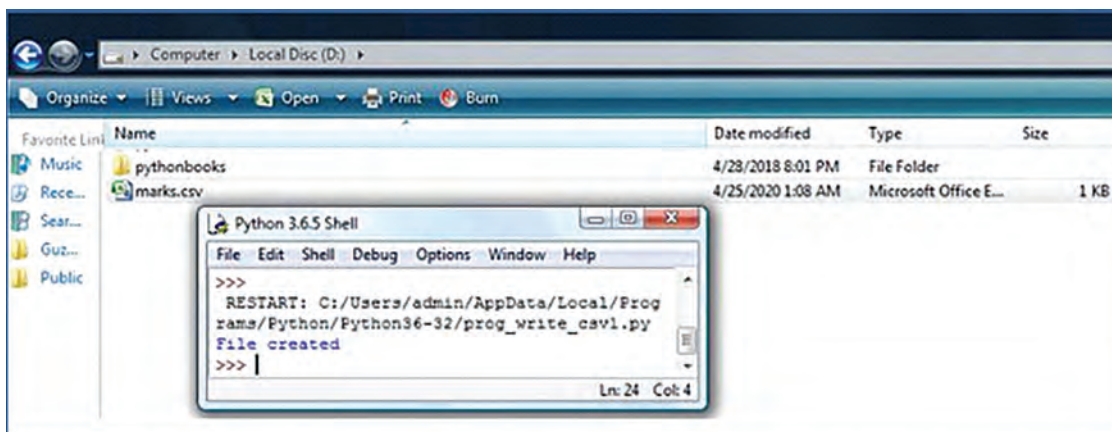 Computer Local Disc (D:)
Organize Views Open Print Burn
Favorite Link Name Date modified Type Size
Music pythonbooks 4/28/2018 8:01 PM File Folder
Rece... marks.csv 4/25/2020 1:08 AM Microsoft Office E... 1 KB
Sear...
Guz...
Public
Python 3.6.5 Shell
File Edit Shell Debug Options Window Help
>>>
RESTART: C:/Users/admin/AppData/Local/Prog
rams/Python/Python36-32/prog_write_csv1.py
File created
>>>
Ln: 24 Col: 4